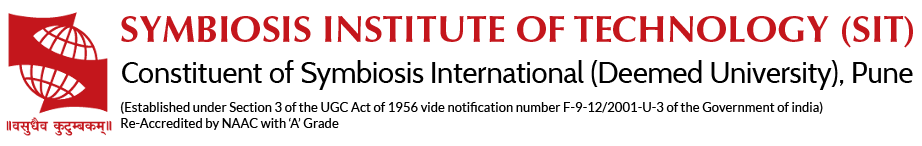 SYMBIOSIS INSTITUTE OF TECHNOLOGY (SIT)
Constituent of Symbiosis International (Deemed University), Pune
(Established under Section 3 of the UGC Act of 1956 vide notification number F-9-12/2001-U-3 of the Government of india)
Re-Accredited by NAAC with ‘A’ Grade
॥वसुधैव कुटुम्बकम्॥